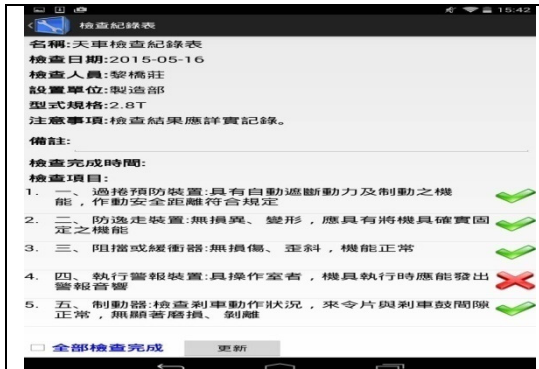 15:42
檢查紀錄表
名稱:天車檢查紀錄表
檢查日期:2015-05-16
檢查人員:黎橋莊
設置單位:製造部
型式規格:2.8T
注意事項:檢查結果應詳實記錄。
備註:
檢查完成時間:
檢查項目:
1. 一、過捲預防裝置:具有自動遮斷動力及制動之機
能，作動安全距離符合規定
2. 二、防逸走裝置:無損異、變形，應具有將機具確實固
定之機能
3. 三、阻擋或緩衝器:無損傷、歪斜，機能正常
4. 四、執行警報裝置:具操作室者，機具執行時應能發出
警報音響
5. 五、制動器:檢查剎車動作狀況，來令片與剎車鼓間隙
正常，無顯著磨損、剝離
全部檢查完成 更新